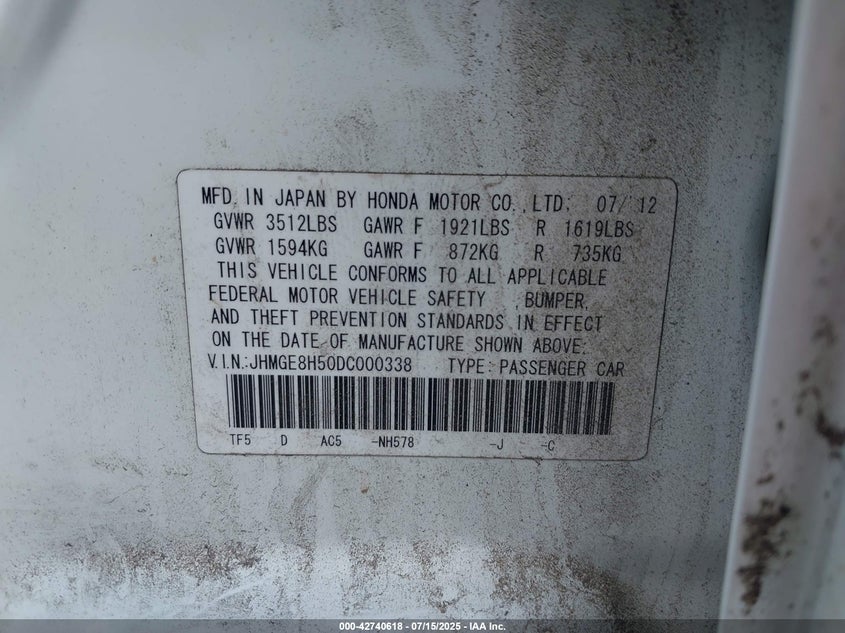 MFD. IN JAPAN BY HONDA MOTOR CO.,LTD. 07/12
GVWR 3512LBS GAWR F 1921LBS R 1619LBS
GVWR 1594KG GAWR F 872KG R 735KG
THIS VEHICLE CONFORMS TO ALL APPLICABLE
FEDERAL MOTOR VEHICLE SAFETY ,BUMPER,
AND THEFT PREVENTION STANDARDS IN EFFECT
ON THE DATE OF MANUFACTURE SHOWN ABOVE.
V.I.N.:JHMGE8H50DC000338 TYPE:PASSENGER CAR
TF5 D AC5 -NH578 -J -C
000-42740618 - 07/15/2025 - IAA Inc.